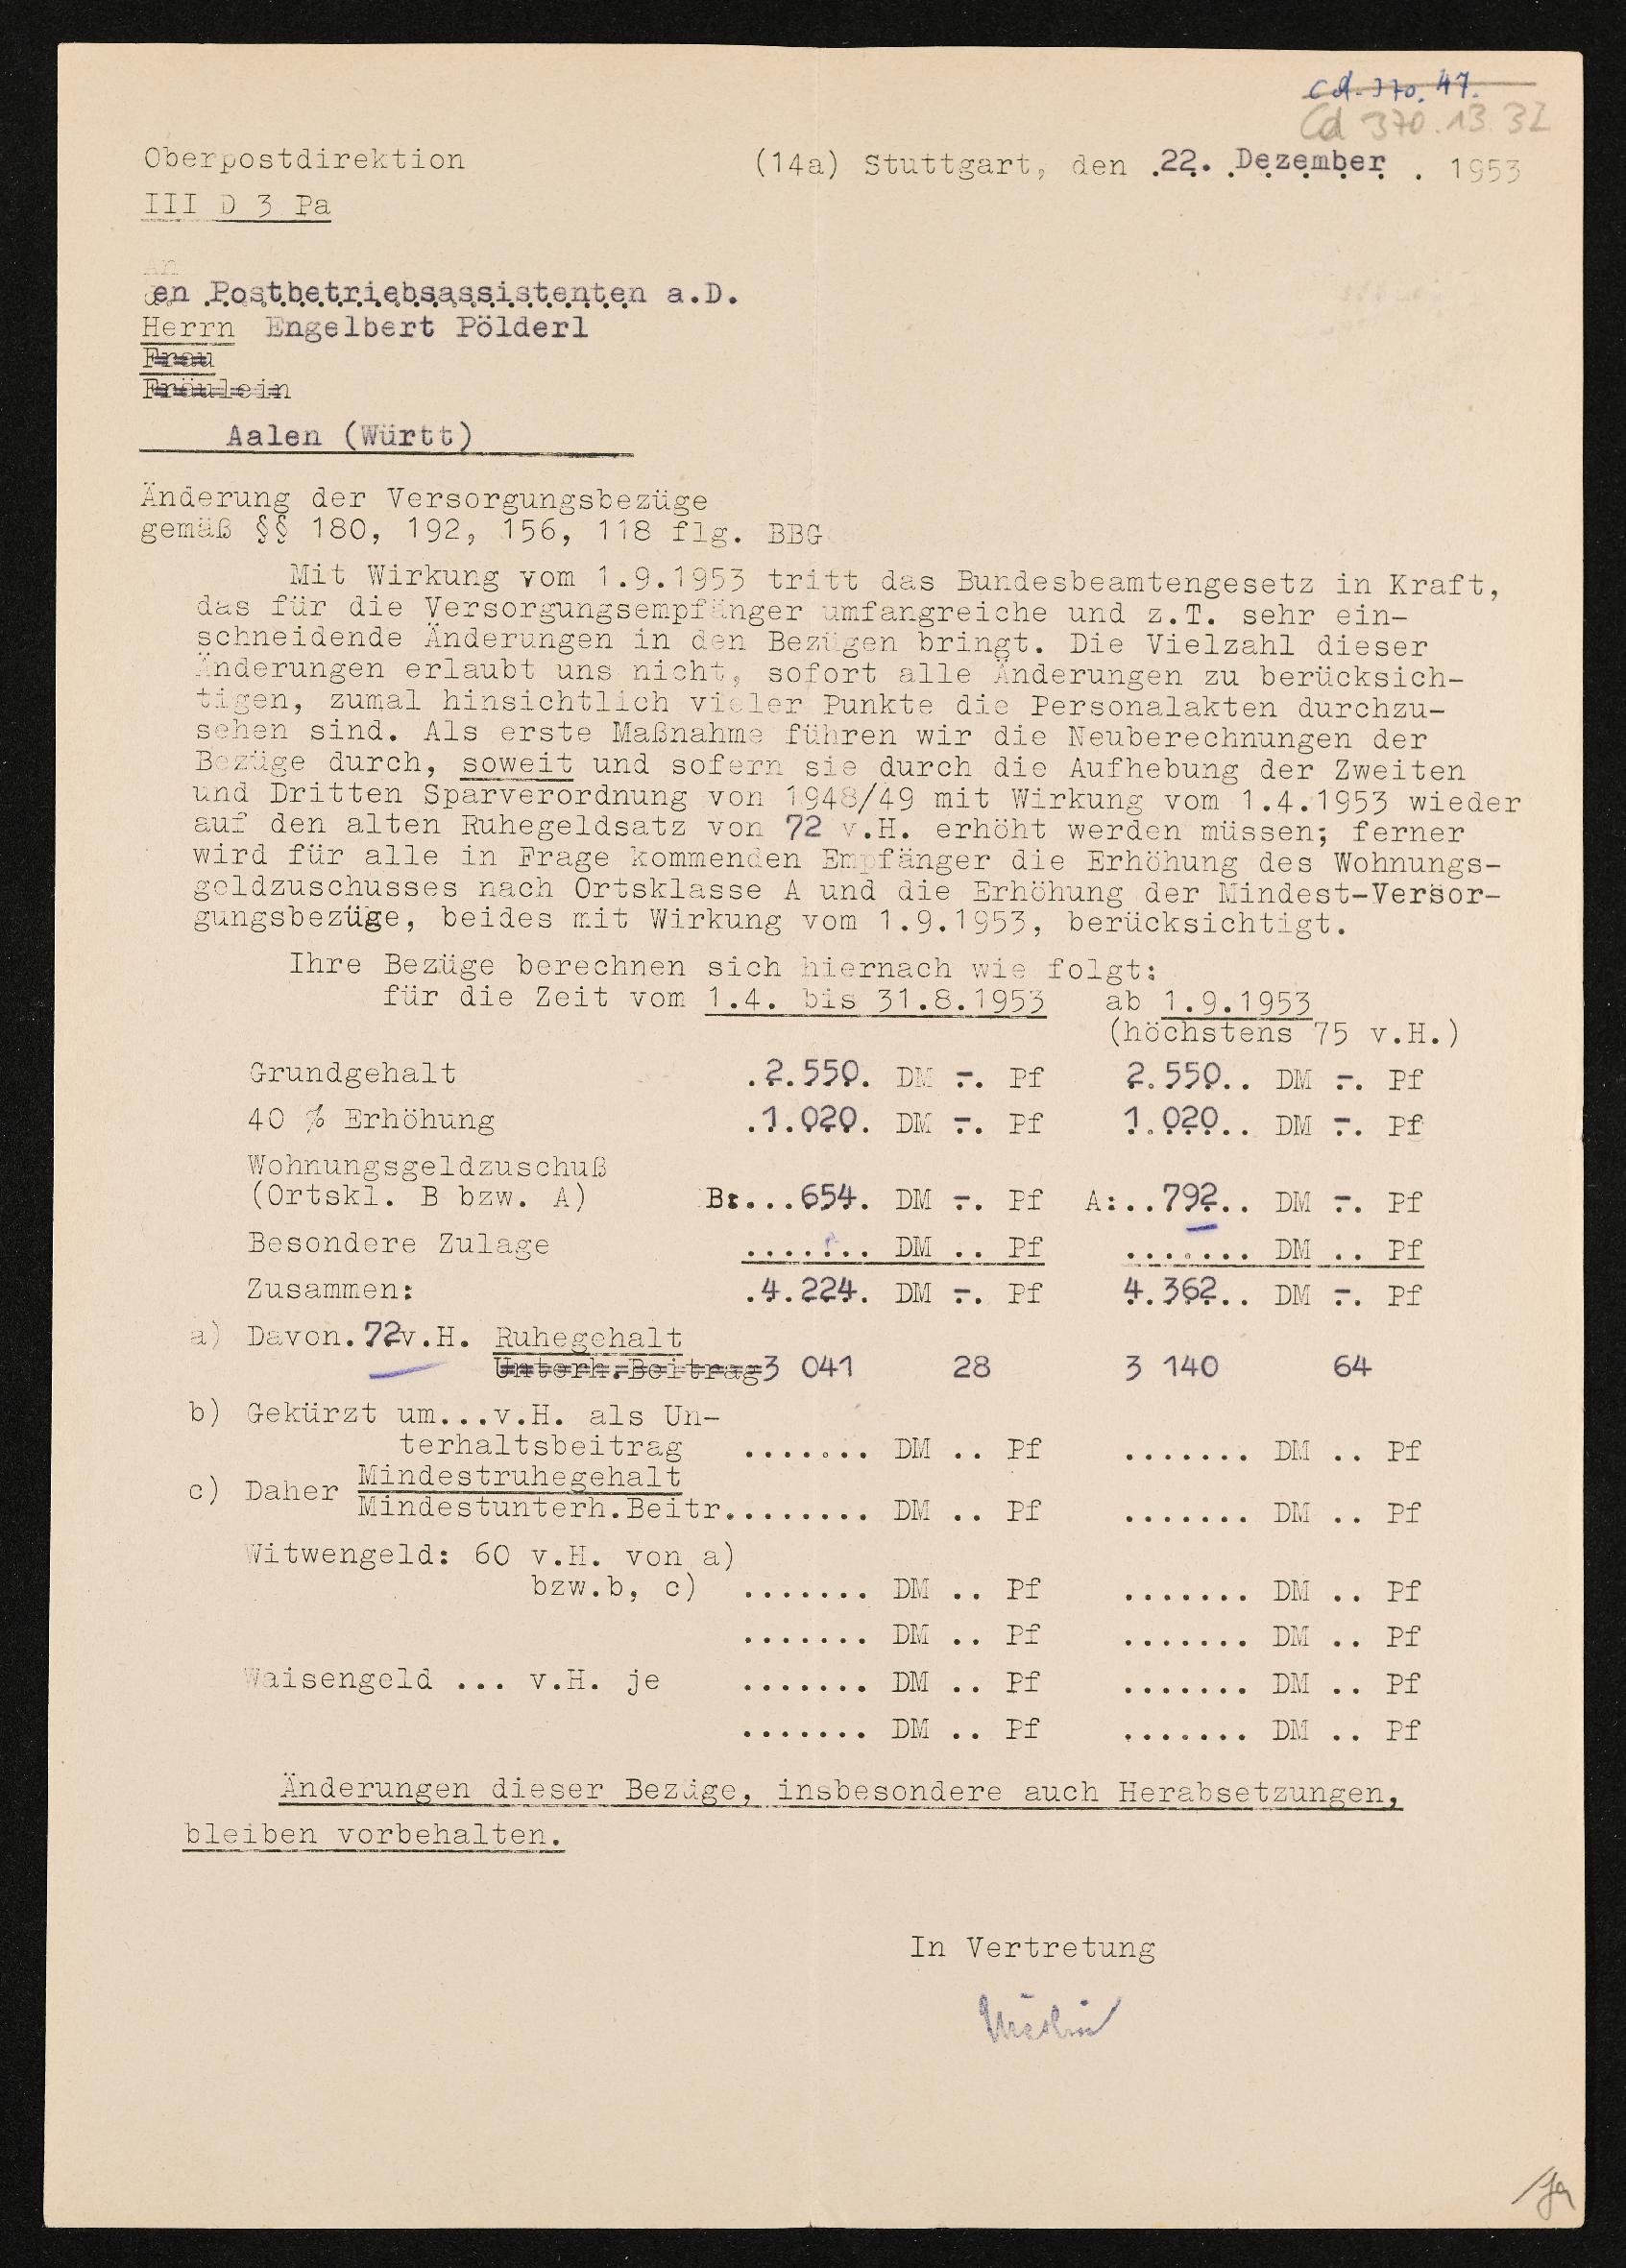 Cd 370. 47.
Cd 370.13.32
Oberpostdirektion
(14a) Stuttgart, den 22. Dezember 1953
III D 3 Pa
An
den Postbetriebsassistenten a.D.
Herrn Engelbert Pölderl
Frau
Fräulein
Aalen (Württ)
Änderung der Versorgungsbezüge
gemäß §§ 180, 192, 156, 118 flg. BBG
Mit Wirkung vom 1.9.1953 tritt das Bundesbeamtengesetz in Kraft,
das für die Versorgungsempfänger umfangreiche und z.T. sehr ein-
schneidende Änderungen in den Bezügen bringt. Die Vielzahl dieser
Änderungen erlaubt uns nicht, sofort alle Änderungen zu berücksich-
tigen, zumal hinsichtlich vieler Punkte die Personalakten durchzu-
sehen sind. Als erste Maßnahme führen wir die Neuberechnungen der
Bezüge durch, soweit und sofern sie durch die Aufhebung der Zweiten
und Dritten Sparverordnung von 1948/49 mit Wirkung vom 1.4.1953 wieder
auf den alten Ruhegeldsatz von 72 v.H. erhöht werden müssen; ferner
wird für alle in Frage kommenden Empfänger die Erhöhung des Wohnungs-
geldzuschusses nach Ortsklasse A und die Erhöhung der Mindest-Versor-
gungsbezüge, beides mit Wirkung vom 1.9.1953, berücksichtigt.
Ihre Bezüge berechnen sich hiernach wie folgt:
für die Zeit vom 1.4. bis 31.8.1953 ab 1.9.1953
(höchstens 75 v.H.)
Grundgehalt .2.550. DM -. Pf 2.550.. DM -. Pf
40 % Erhöhung .1.020. DM -. Pf 1.020.. DM -. Pf
Wohnungsgeldzuschuß
(Ortskl. B bzw. A) B:...654. DM -. Pf A:..792.. DM -. Pf
Besondere Zulage ....... DM .. Pf ....... DM .. Pf
Zusammen: .4.224. DM -. Pf 4.362.. DM -. Pf
a) Davon.72v.H. Ruhegehalt
Unterh.Beitrag 3 041 28 3 140 64
b) Gekürzt um...v.H. als Un-
terhaltsbeitrag ....... DM .. Pf ....... DM .. Pf
c) Daher Mindestruhegehalt
Mindestunterh.Beitr........ DM .. Pf ....... DM .. Pf
Witwengeld: 60 v.H. von a)
bzw.b, c) ....... DM .. Pf ....... DM .. Pf
....... DM .. Pf ....... DM .. Pf
Waisengeld ... v.H. je ....... DM .. Pf ....... DM .. Pf
....... DM .. Pf ....... DM .. Pf
Änderungen dieser Bezüge, insbesondere auch Herabsetzungen,
bleiben vorbehalten.
In Vertretung